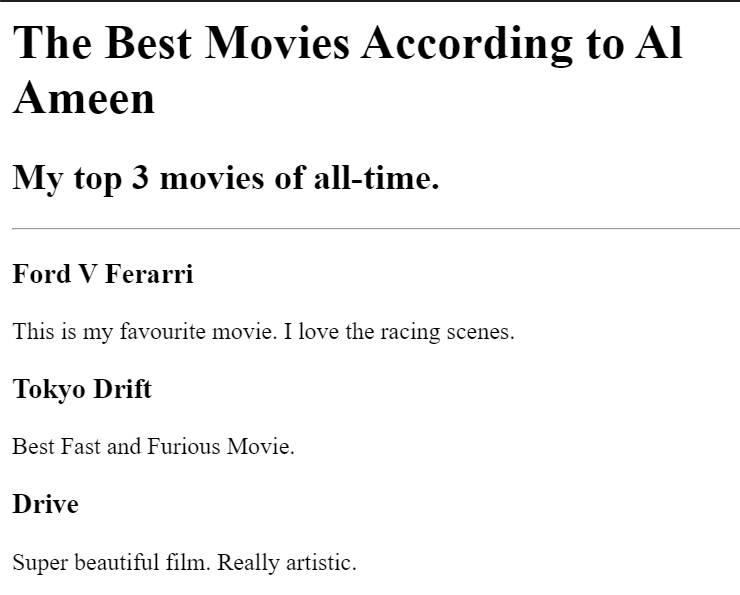 The Best Movies According to Al
Ameen
My top 3 movies of all-time.
Ford V Ferarri
This is my favourite movie. I love the racing scenes.
Tokyo Drift
Best Fast and Furious Movie.
Drive
Super beautiful film. Really artistic.